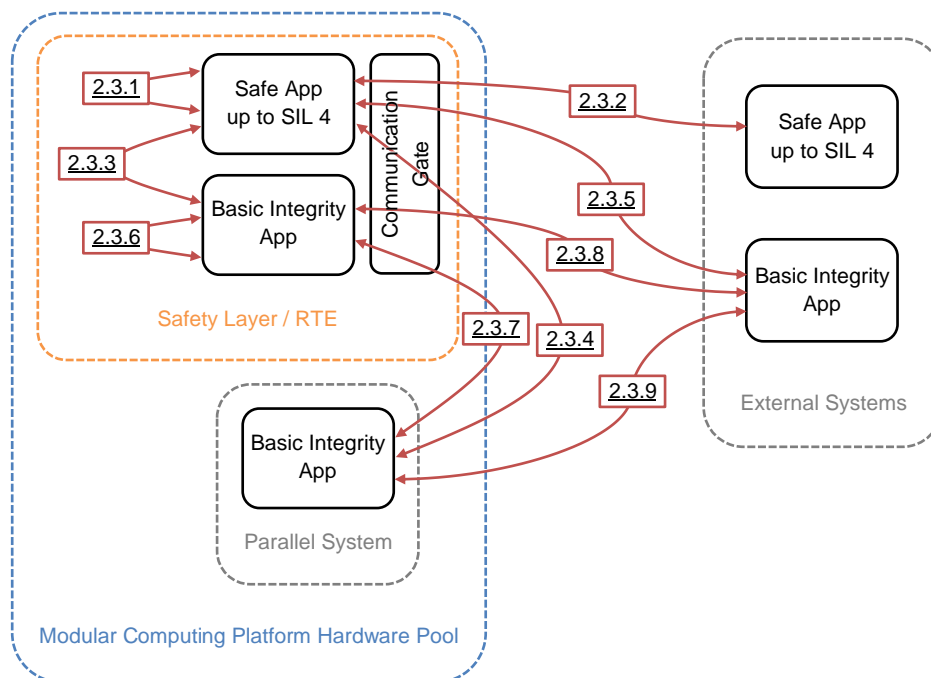 2.3.1
Safe App
up to SIL 4
Communication
Gate
2.3.2
Safe App
up to SIL 4
2.3.3
2.3.5
Basic Integrity
App
2.3.6
2.3.8
Basic Integrity
App
Safety Layer / RTE
2.3.7
2.3.4
2.3.9
External Systems
Basic Integrity
App
Parallel System
Modular Computing Platform Hardware Pool